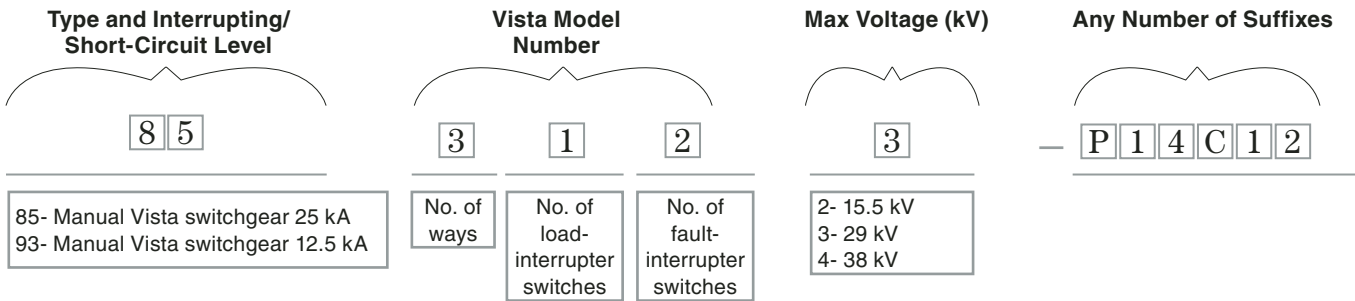 Type and Interrupting/
Short-Circuit Level
Vista Model
Number
Max Voltage (kV)
Any Number of Suffixes
8 5
3
1
2
3
– P 1 4 C 1 2
85- Manual Vista switchgear 25 kA
93- Manual Vista switchgear 12.5 kA
No. of
ways
No. of
load-
interrupter
switches
No. of
fault-
interrupter
switches
2- 15.5 kV
3- 29 kV
4- 38 kV